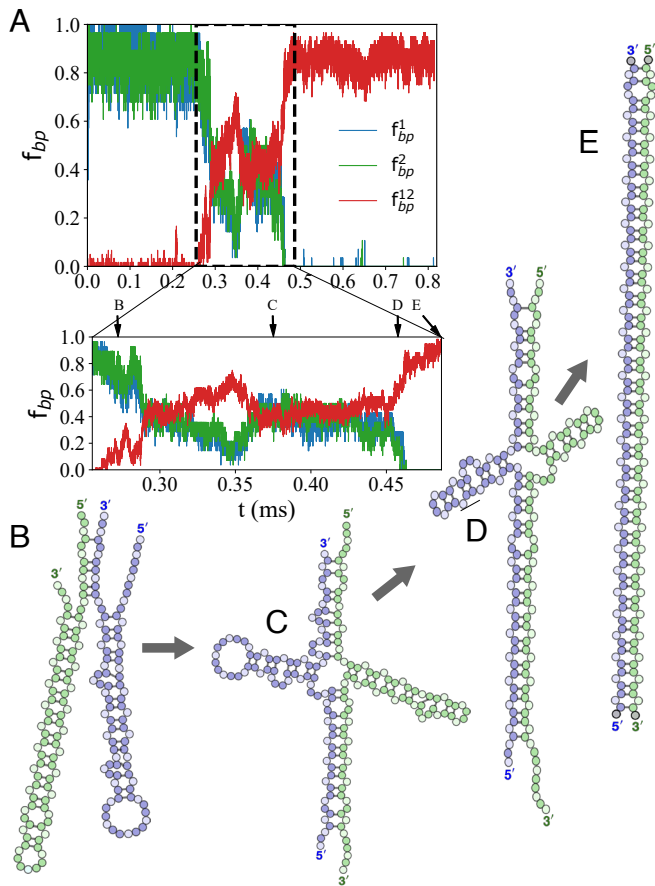 A
f_bp
1.0
0.8
0.6
0.4
0.2
0.0
f¹_bp
f²_bp
f¹²_bp
0.0 0.1 0.2 0.3 0.4 0.5 0.6 0.7 0.8
B C D E
f_bp
1.0
0.8
0.6
0.4
0.2
0.0
0.30 0.35 0.40 0.45
t (ms)
B
5′ 3′ 5′
3′
C
3′ 5′
5′ 3′
D
3′ 5′
5′
3′
E
3′ 5′
5′ 3′